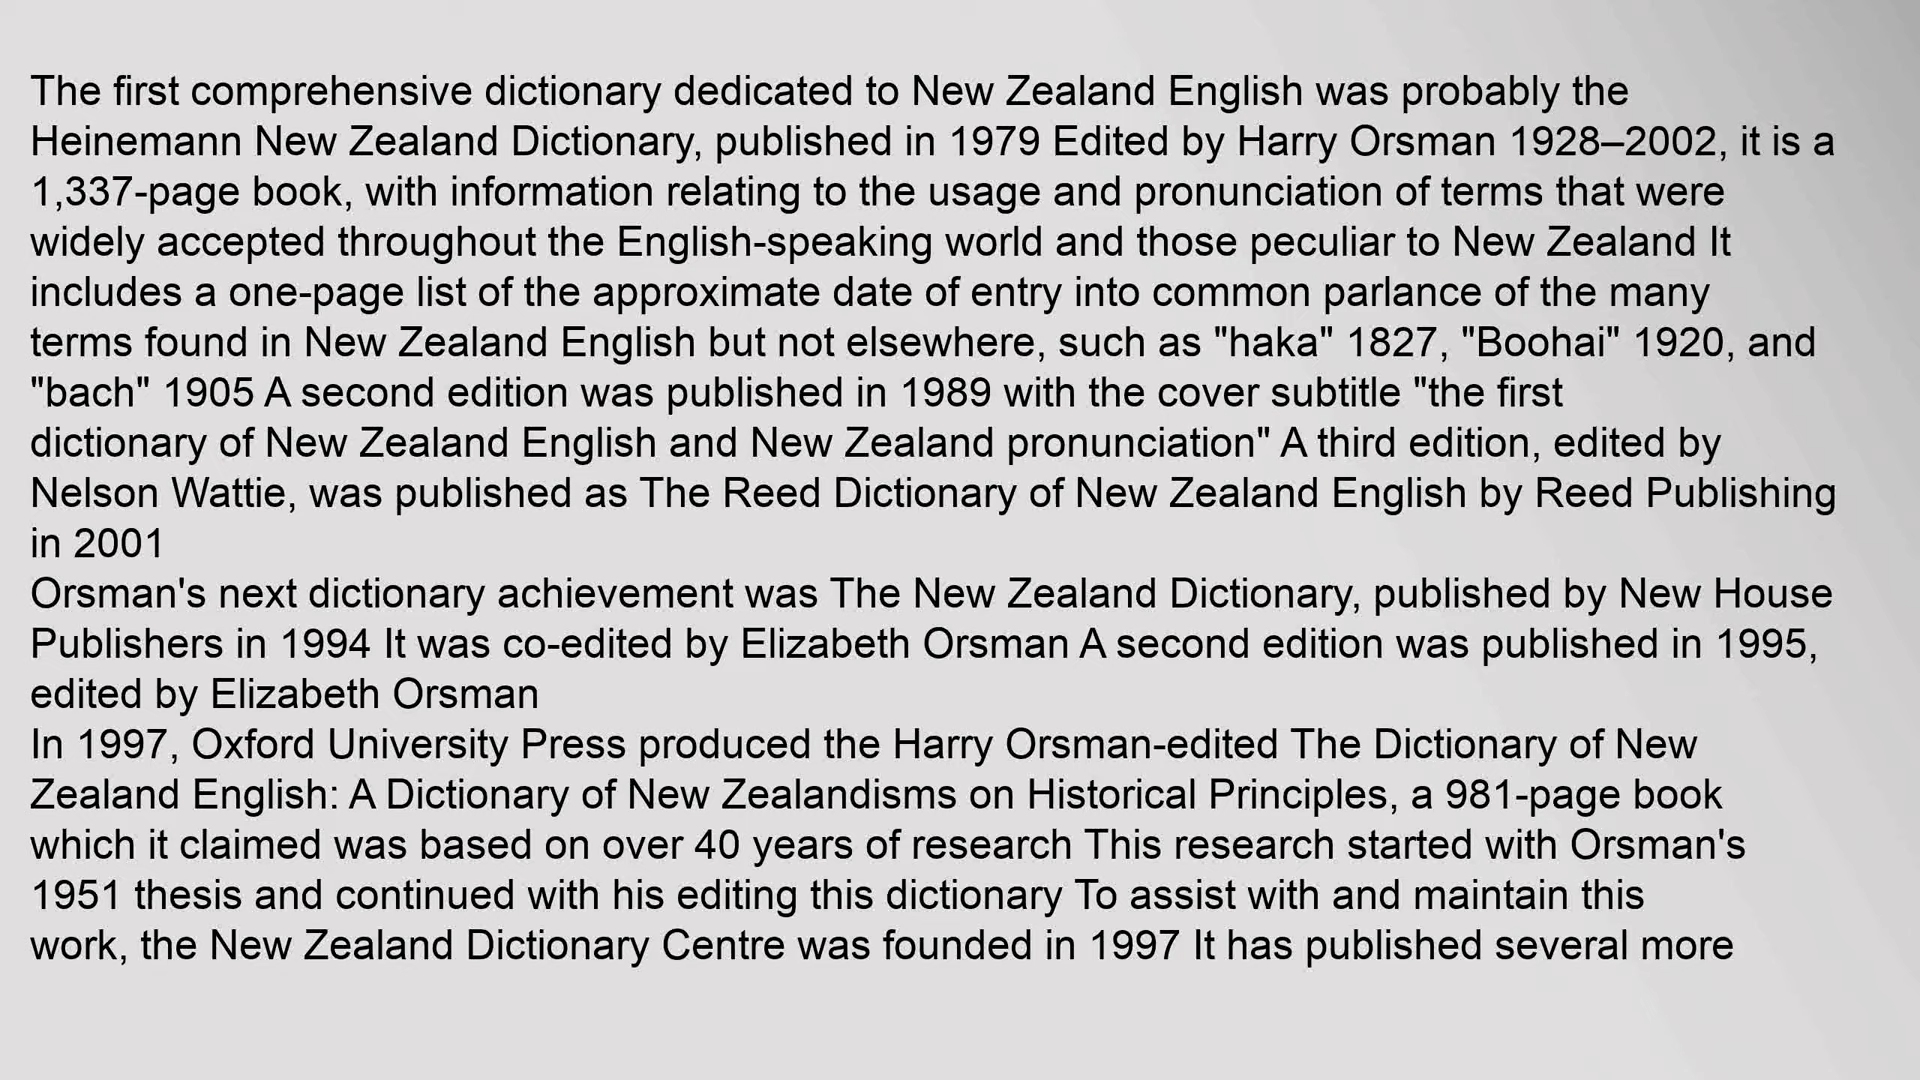 The first comprehensive dictionary dedicated to New Zealand English was probably the
Heinemann New Zealand Dictionary, published in 1979 Edited by Harry Orsman 1928–2002, it is a
1,337-page book, with information relating to the usage and pronunciation of terms that were
widely accepted throughout the English-speaking world and those peculiar to New Zealand It
includes a one-page list of the approximate date of entry into common parlance of the many
terms found in New Zealand English but not elsewhere, such as "haka" 1827, "Boohai" 1920, and
"bach" 1905 A second edition was published in 1989 with the cover subtitle "the first
dictionary of New Zealand English and New Zealand pronunciation" A third edition, edited by
Nelson Wattie, was published as The Reed Dictionary of New Zealand English by Reed Publishing
in 2001
Orsman's next dictionary achievement was The New Zealand Dictionary, published by New House
Publishers in 1994 It was co-edited by Elizabeth Orsman A second edition was published in 1995,
edited by Elizabeth Orsman
In 1997, Oxford University Press produced the Harry Orsman-edited The Dictionary of New
Zealand English: A Dictionary of New Zealandisms on Historical Principles, a 981-page book
which it claimed was based on over 40 years of research This research started with Orsman's
1951 thesis and continued with his editing this dictionary To assist with and maintain this
work, the New Zealand Dictionary Centre was founded in 1997 It has published several more